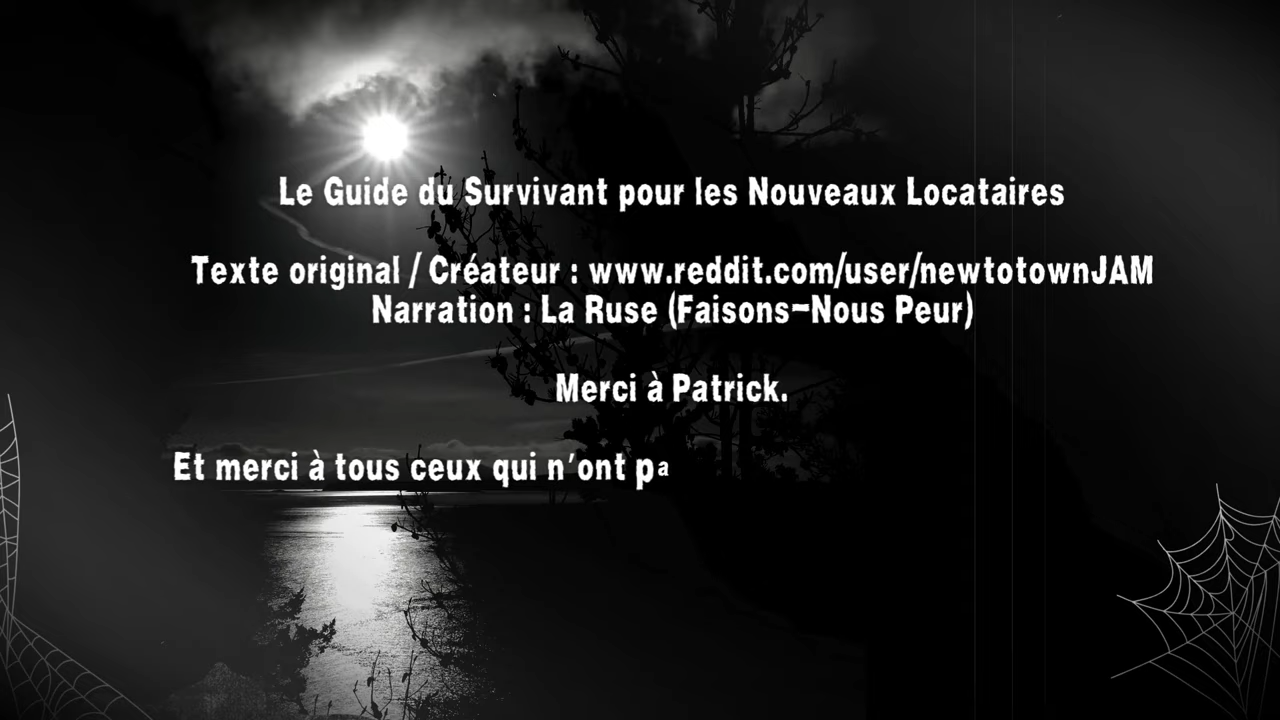 Le Guide du Survivant pour les Nouveaux Locataires
Texte original / Créateur : www.reddit.com/user/newtotownJAM
Narration : La Ruse (Faisons-Nous Peur)
Merci à Patrick.
Et merci à tous ceux qui n'ont pa